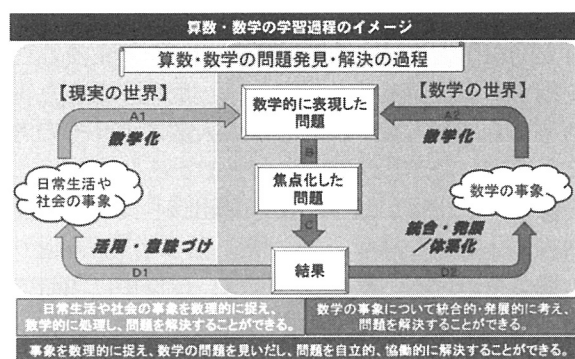 算数・数学の学習過程のイメージ
算数・数学の問題発見・解決の過程
【現実の世界】
【数学の世界】
A1
数学的に表現した
問題
A2
数学化
数学化
B
日常生活や
社会の事象
焦点化した
問題
数学の事象
C
活用・意味づけ
統合・発展
/体系化
D1
結果
D2
日常生活や社会の事象を数理的に捉え、
数学的に処理し、問題を解決することができる。
数学の事象について統合的・発展的に考え、
問題を解決することができる。
事象を数理的に捉え、数学の問題を見いだし、問題を自立的、協働的に解決することができる。